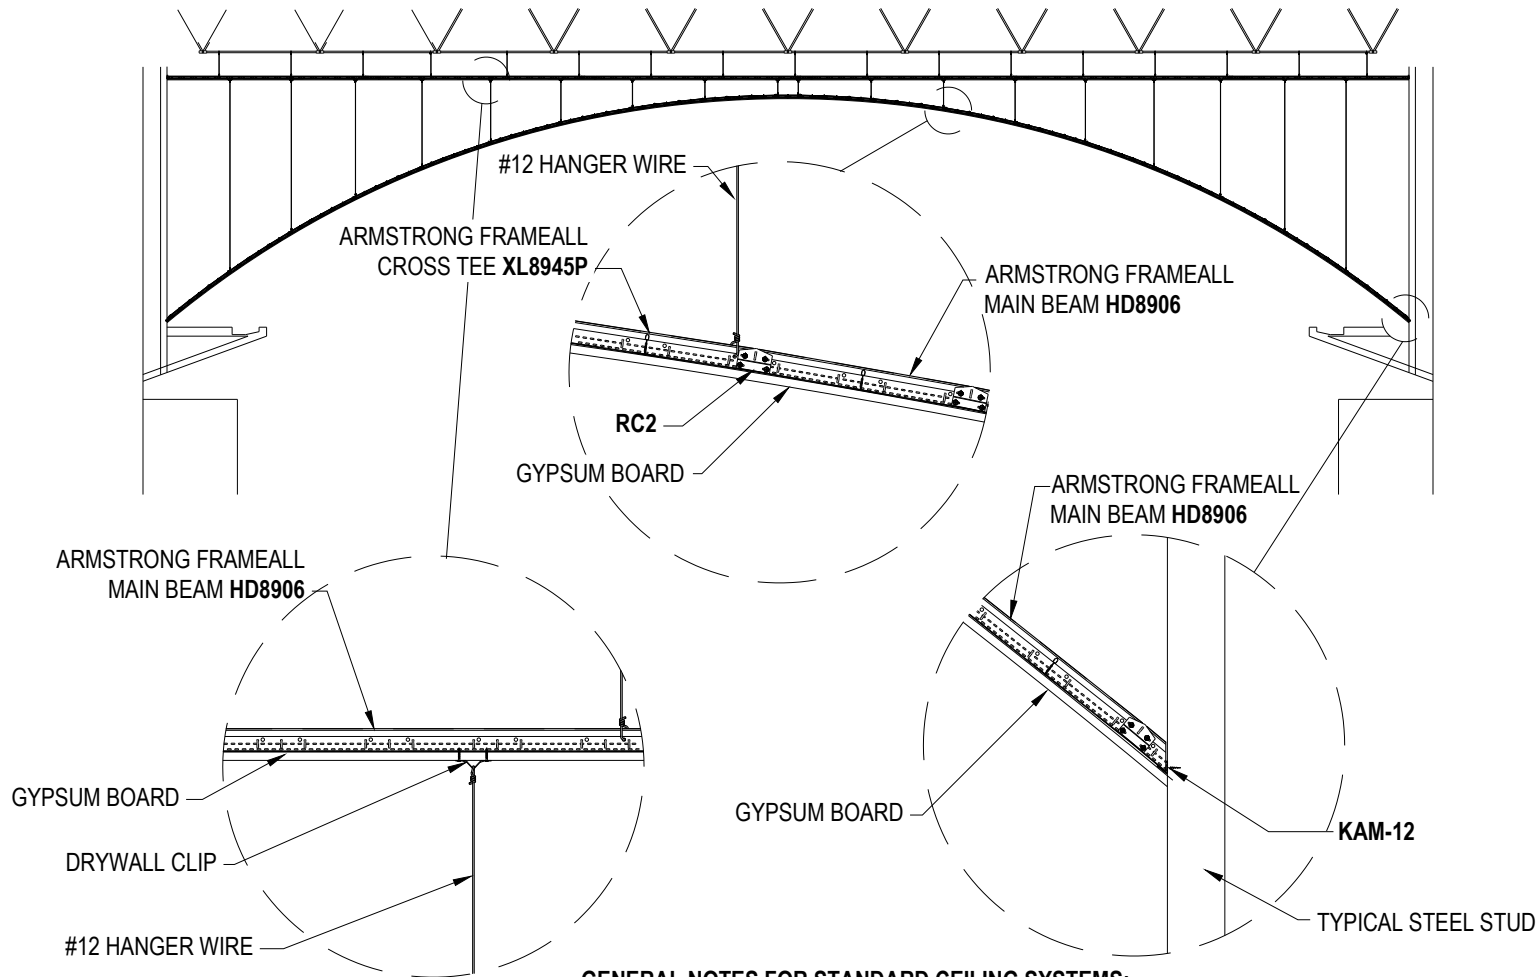 #12 HANGER WIRE
ARMSTRONG FRAMEALL
CROSS TEE XL8945P
ARMSTRONG FRAMEALL
MAIN BEAM HD8906
RC2
GYPSUM BOARD
ARMSTRONG FRAMEALL
MAIN BEAM HD8906
ARMSTRONG FRAMEALL
MAIN BEAM HD8906
GYPSUM BOARD
DRYWALL CLIP
#12 HANGER WIRE
GYPSUM BOARD
KAM-12
TYPICAL STEEL STUD
GENERAL NOTES FOR STANDARD CEILING SYSTEMS: